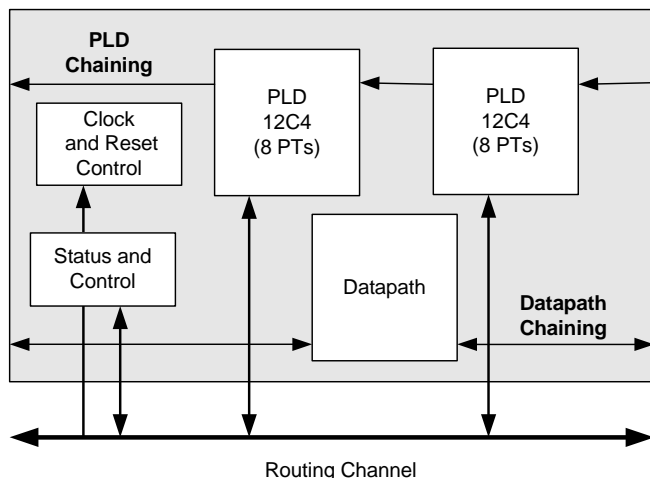 PLD
Chaining
PLD
12C4
(8 PTs)
PLD
12C4
(8 PTs)
Clock
and Reset
Control
Status and
Control
Datapath
Datapath
Chaining
Routing Channel